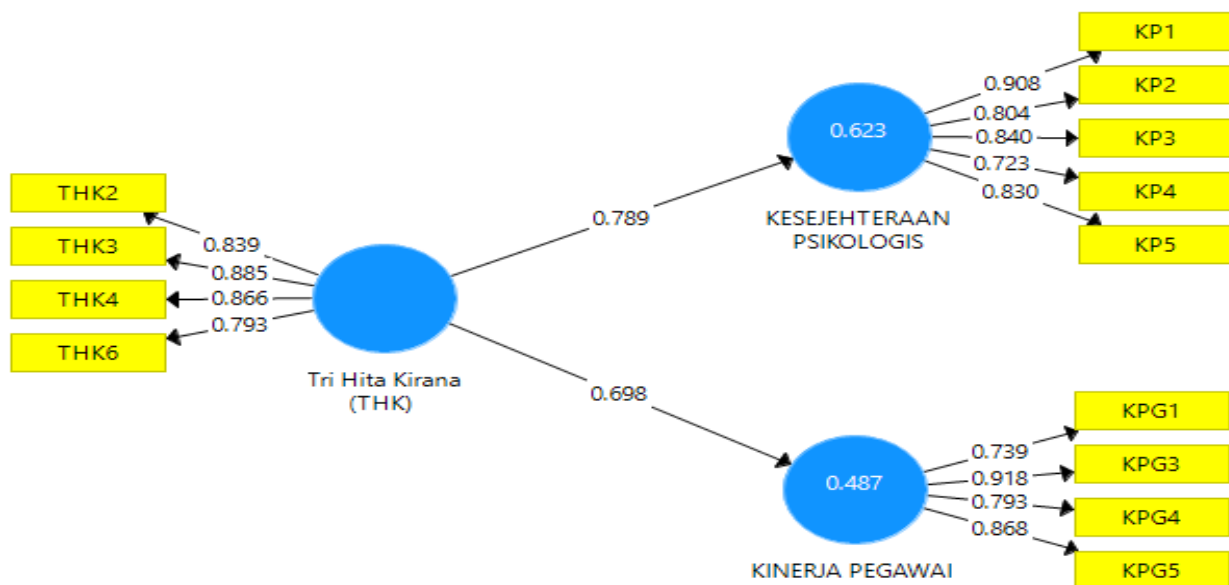 THK2
THK3
THK4
THK6
0.839
0.885
0.866
0.793
Tri Hita Kirana
(THK)
0.789
0.698
0.623
KESEJEHTERAAN
PSIKOLOGIS
0.908
0.804
0.840
0.723
0.830
KP1
KP2
KP3
KP4
KP5
0.487
KINERJA PEGAWAI
0.739
0.918
0.793
0.868
KPG1
KPG3
KPG4
KPG5